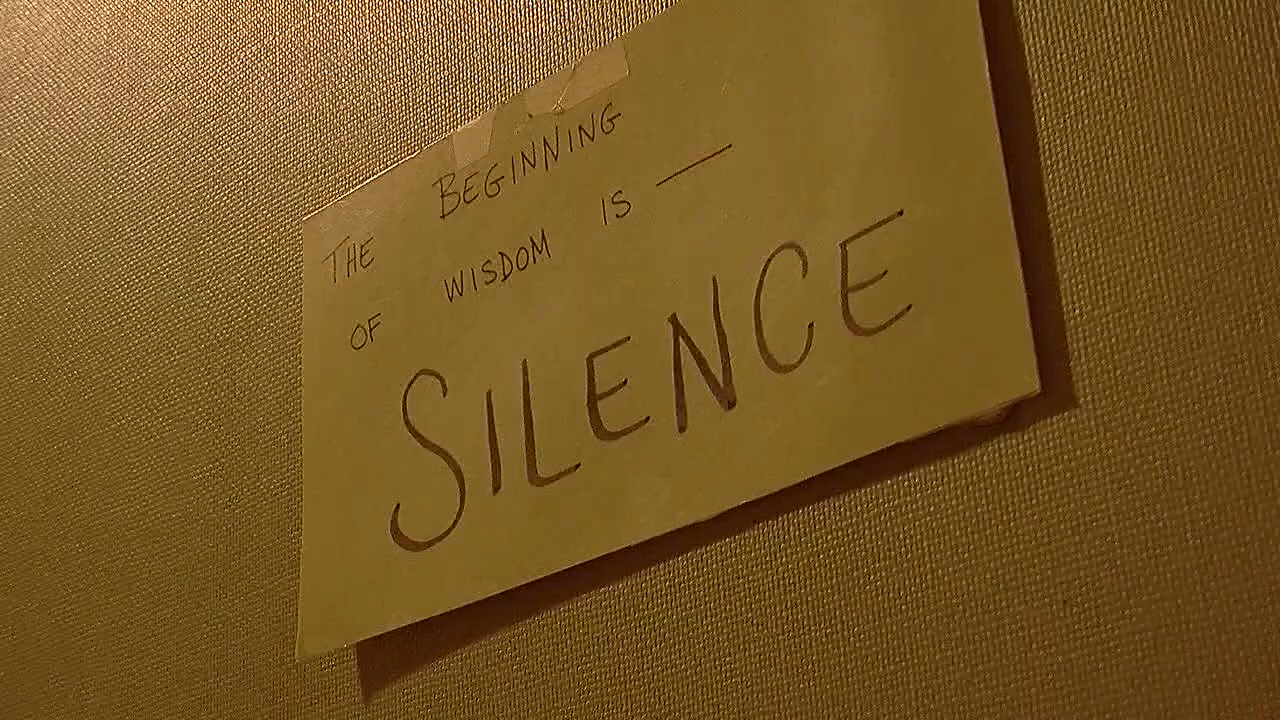 THE BEGINNING
OF WISDOM IS —
SILENCE